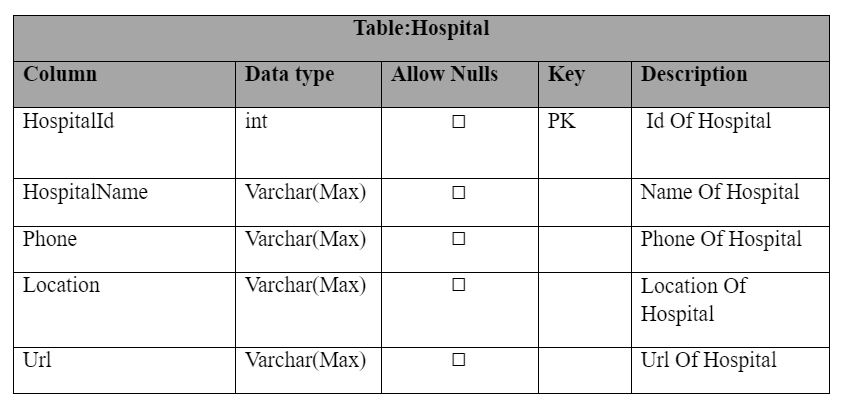 Table:Hospital
Column Data type Allow Nulls Key Description
HospitalId int ☐ PK Id Of Hospital
HospitalName Varchar(Max) ☐ Name Of Hospital
Phone Varchar(Max) ☐ Phone Of Hospital
Location Varchar(Max) ☐ Location Of
Hospital
Url Varchar(Max) ☐ Url Of Hospital